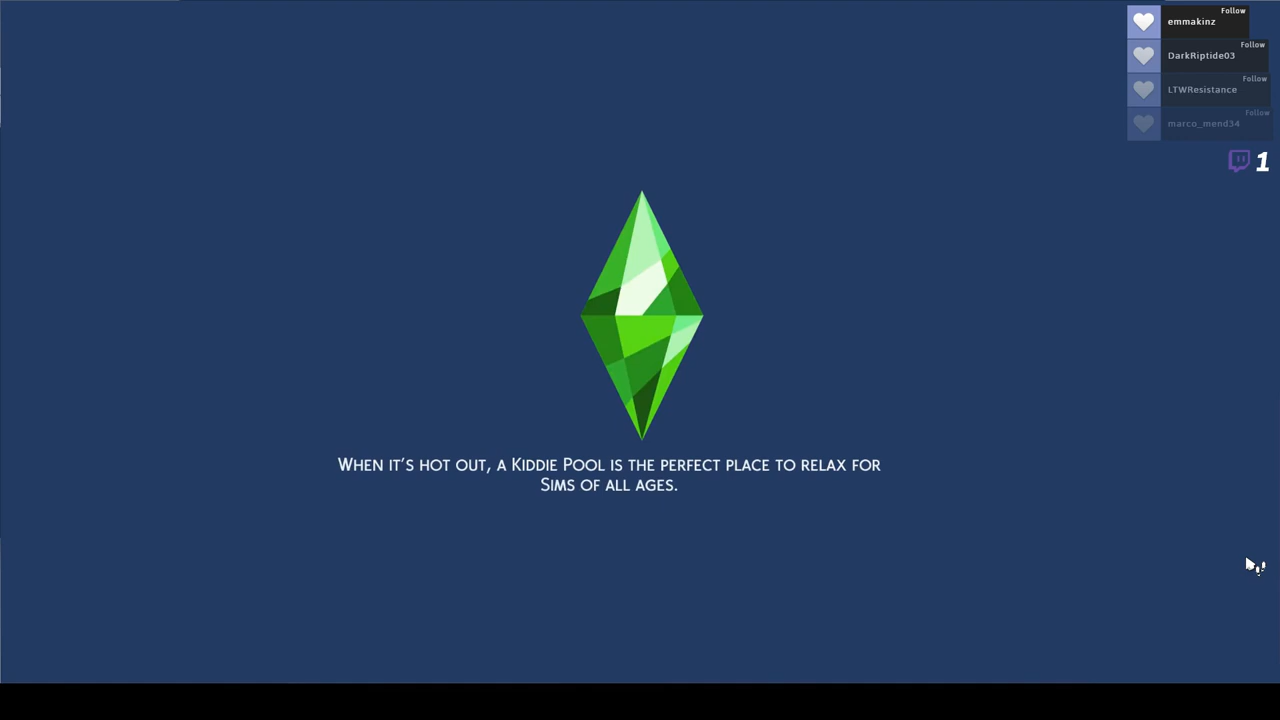 Follow
emmakinz
Follow
DarkRiptide03
Follow
LTWResistance
Follow
marco_mend34
1
WHEN IT'S HOT OUT, A KIDDIE POOL IS THE PERFECT PLACE TO RELAX FOR
SIMS OF ALL AGES.